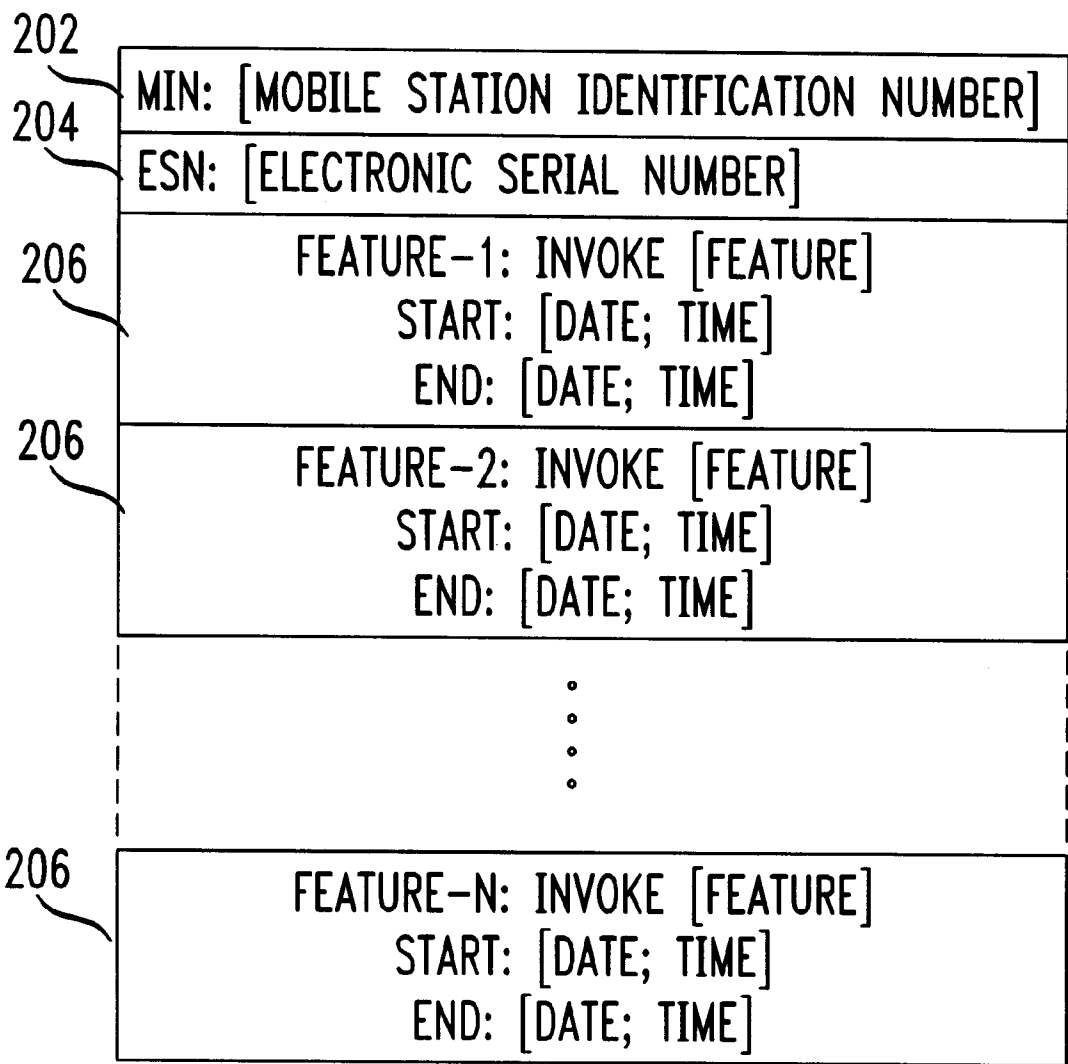 202
MIN: [MOBILE STATION IDENTIFICATION NUMBER]
204
ESN: [ELECTRONIC SERIAL NUMBER]
206
FEATURE-1: INVOKE [FEATURE]
START: [DATE; TIME]
END: [DATE; TIME]
206
FEATURE-2: INVOKE [FEATURE]
START: [DATE; TIME]
END: [DATE; TIME]
206
FEATURE-N: INVOKE [FEATURE]
START: [DATE; TIME]
END: [DATE; TIME]